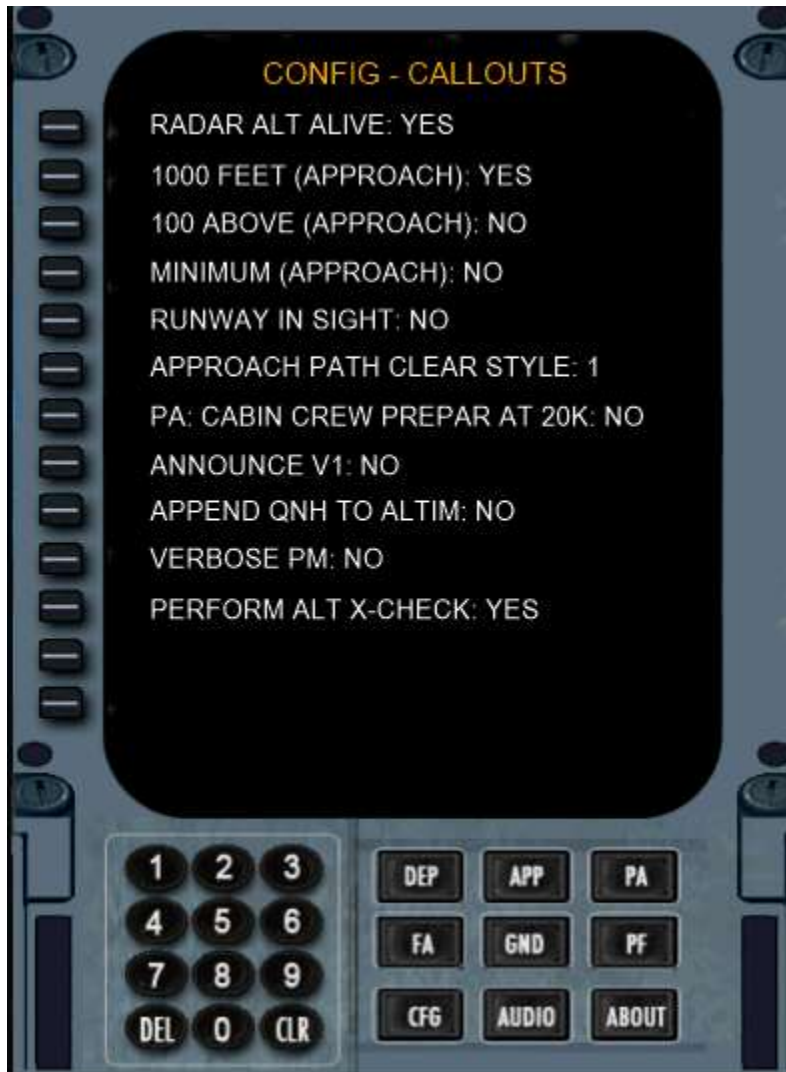 CONFIG - CALLOUTS
RADAR ALT ALIVE: YES
1000 FEET (APPROACH): YES
100 ABOVE (APPROACH): NO
MINIMUM (APPROACH): NO
RUNWAY IN SIGHT: NO
APPROACH PATH CLEAR STYLE: 1
PA: CABIN CREW PREPAR AT 20K: NO
ANNOUNCE V1: NO
APPEND QNH TO ALTIM: NO
VERBOSE PM: NO
PERFORM ALT X-CHECK: YES
1 2 3
4 5 6
7 8 9
DEL 0 CLR
DEP APP PA
FA GND PF
CFG AUDIO ABOUT